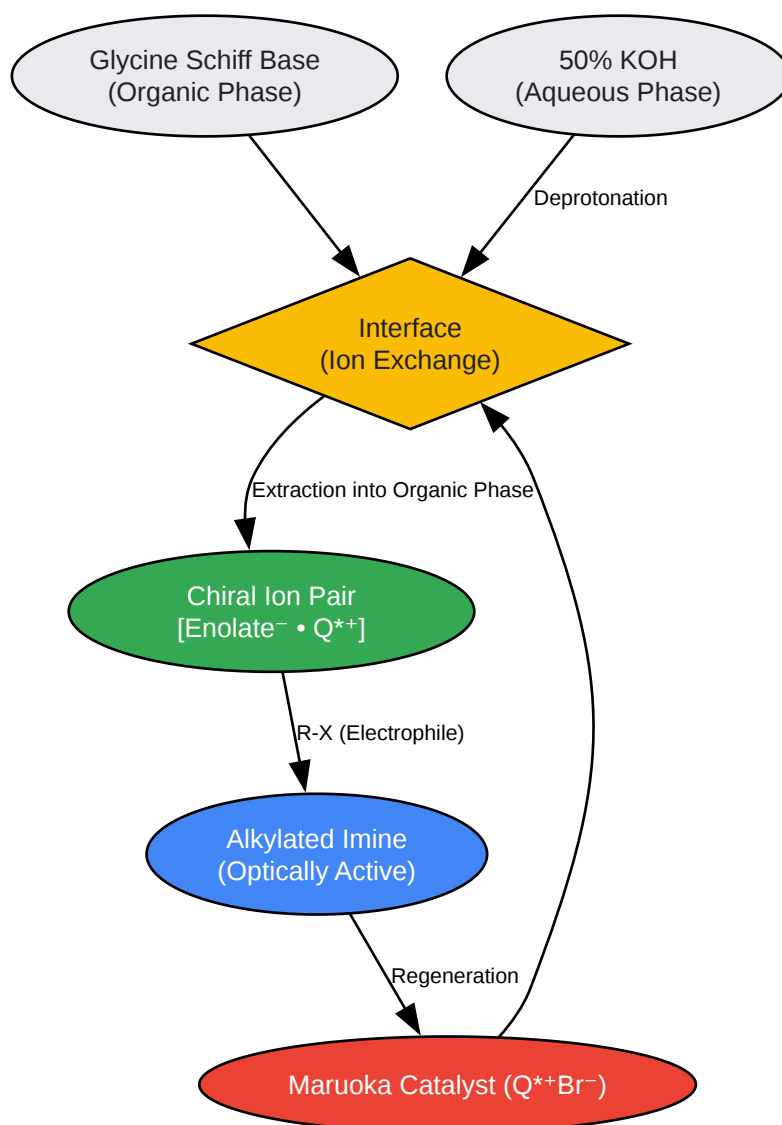 Glycine Schiff Base
(Organic Phase)
50% KOH
(Aqueous Phase)
Deprotonation
Interface
(Ion Exchange)
Extraction into Organic Phase
Chiral Ion Pair
[Enolate⁻ • Q*⁺]
R-X (Electrophile)
Alkylated Imine
(Optically Active)
Regeneration
Maruoka Catalyst (Q*⁺Br⁻)